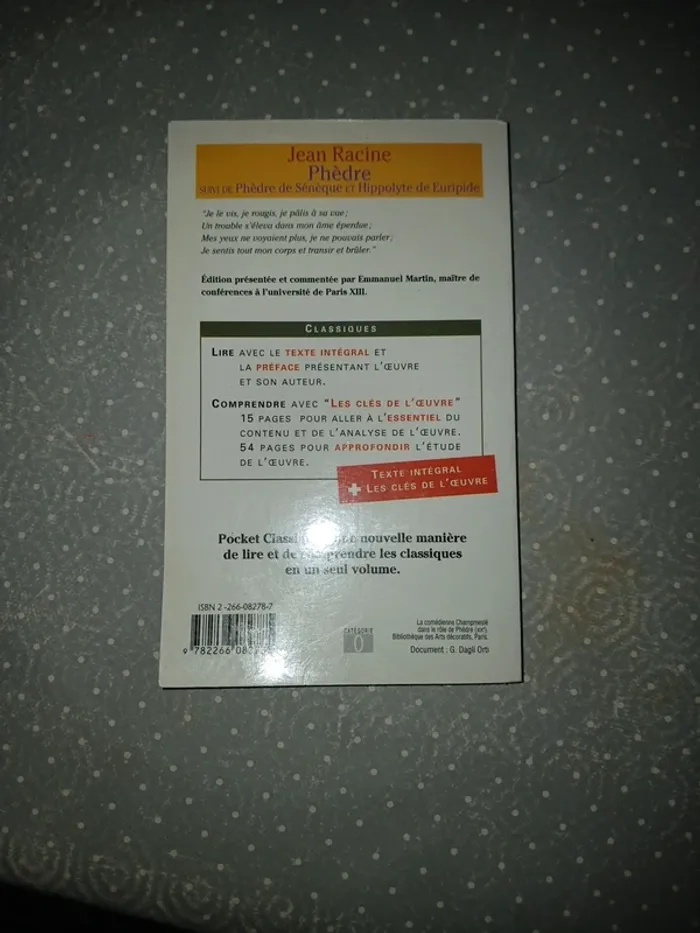 Jean Racine
Phèdre
SUIVI DE Phèdre de Sénèque ET Hippolyte de Euripide
"Je le vis, je rougis, je pâlis à sa vue ;
Un trouble s'éleva dans mon âme éperdue ;
Mes yeux ne voyaient plus, je ne pouvais parler ;
Je sentis tout mon corps et transir et brûler."
Édition présentée et commentée par Emmanuel Martin, maître de
conférences à l'université de Paris XIII.
CLASSIQUES
LIRE AVEC LE TEXTE INTÉGRAL ET
LA PRÉFACE PRÉSENTANT L'ŒUVRE
ET SON AUTEUR.
COMPRENDRE AVEC "LES CLÉS DE L'ŒUVRE"
15 PAGES POUR ALLER À L'ESSENTIEL DU
CONTENU ET DE L'ANALYSE DE L'ŒUVRE.
54 PAGES POUR APPROFONDIR L'ÉTUDE
DE L'ŒUVRE.
TEXTE INTÉGRAL
+ LES CLÉS DE L'ŒUVRE
Pocket nouvelle manière
de lire et de comprendre les classiques
en un seul volume.
ISBN 2-266-08278-7
9 782266 08
CATÉGORIE
0
La comédienne Champmeslé
dans le rôle de Phèdre
Bibliothèque des Arts décoratifs, Paris.
Document : G. Dagli Orti